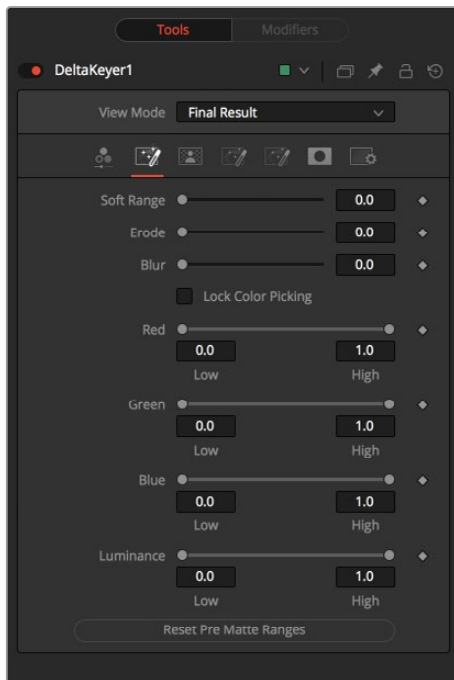 Tools Modifiers
DeltaKeyer1
View Mode Final Result
Soft Range 0.0
Erode 0.0
Blur 0.0
Lock Color Picking
Red
0.0 1.0
Low High
Green
0.0 1.0
Low High
Blue
0.0 1.0
Low High
Luminance
0.0 1.0
Low High
Reset Pre Matte Ranges